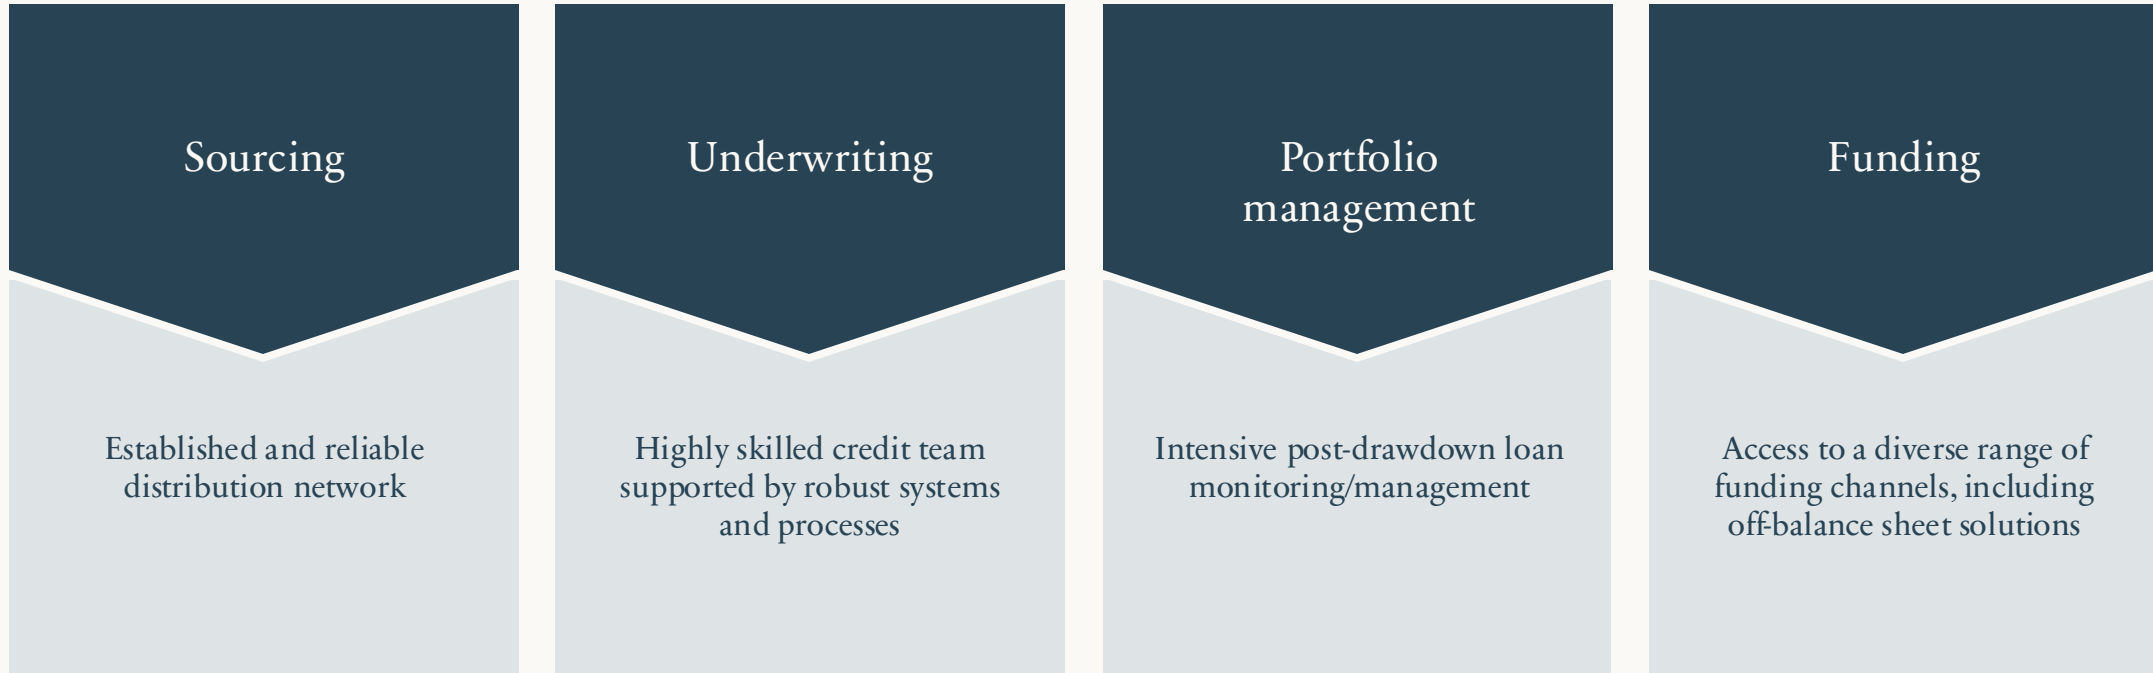 Sourcing
Established and reliable
distribution network
Underwriting
Highly skilled credit team
supported by robust systems
and processes
Portfolio
management
Intensive post-drawdown loan
monitoring/management
Funding
Access to a diverse range of
funding channels, including
off-balance sheet solutions